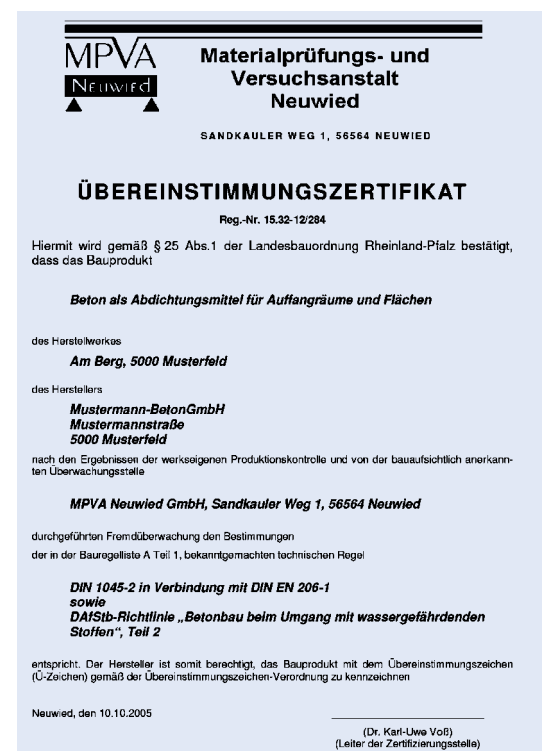 MPVA
NEUWIED
Materialprüfungs- und
Versuchsanstalt
Neuwied
SANDKAULER WEG 1, 56564 NEUWIED
ÜBEREINSTIMMUNGSZERTIFIKAT
Reg.-Nr. 15.32-12/284
Hiermit wird gemäß § 25 Abs.1 der Landesbauordnung Rheinland-Pfalz bestätigt,
dass das Bauprodukt
Beton als Abdichtungsmittel für Auffangräume und Flächen
des Herstellwerkes
Am Berg, 5000 Musterfeld
des Herstellers
Mustermann-BetonGmbH
Mustermannstraße
5000 Musterfeld
nach den Ergebnissen der werkseigenen Produktionskontrolle und von der bauaufsichtlich anerkann-
ten Überwachungsstelle
MPVA Neuwied GmbH, Sandkauler Weg 1, 56564 Neuwied
durchgeführten Fremdüberwachung den Bestimmungen
der in der Bauregelliste A Teil 1, bekanntgemachten technischen Regel
DIN 1045-2 in Verbindung mit DIN EN 206-1
sowie
DAfStb-Richtlinie „Betonbau beim Umgang mit wassergefährdenden
Stoffen“, Teil 2
entspricht. Der Hersteller ist somit berechtigt, das Bauprodukt mit dem Übereinstimmungszeichen
(Ü-Zeichen) gemäß der Übereinstimmungszeichen-Verordnung zu kennzeichnen
Neuwied, den 10.10.2005
(Dr. Karl-Uwe Voß)
(Leiter der Zertifizierungsstelle)